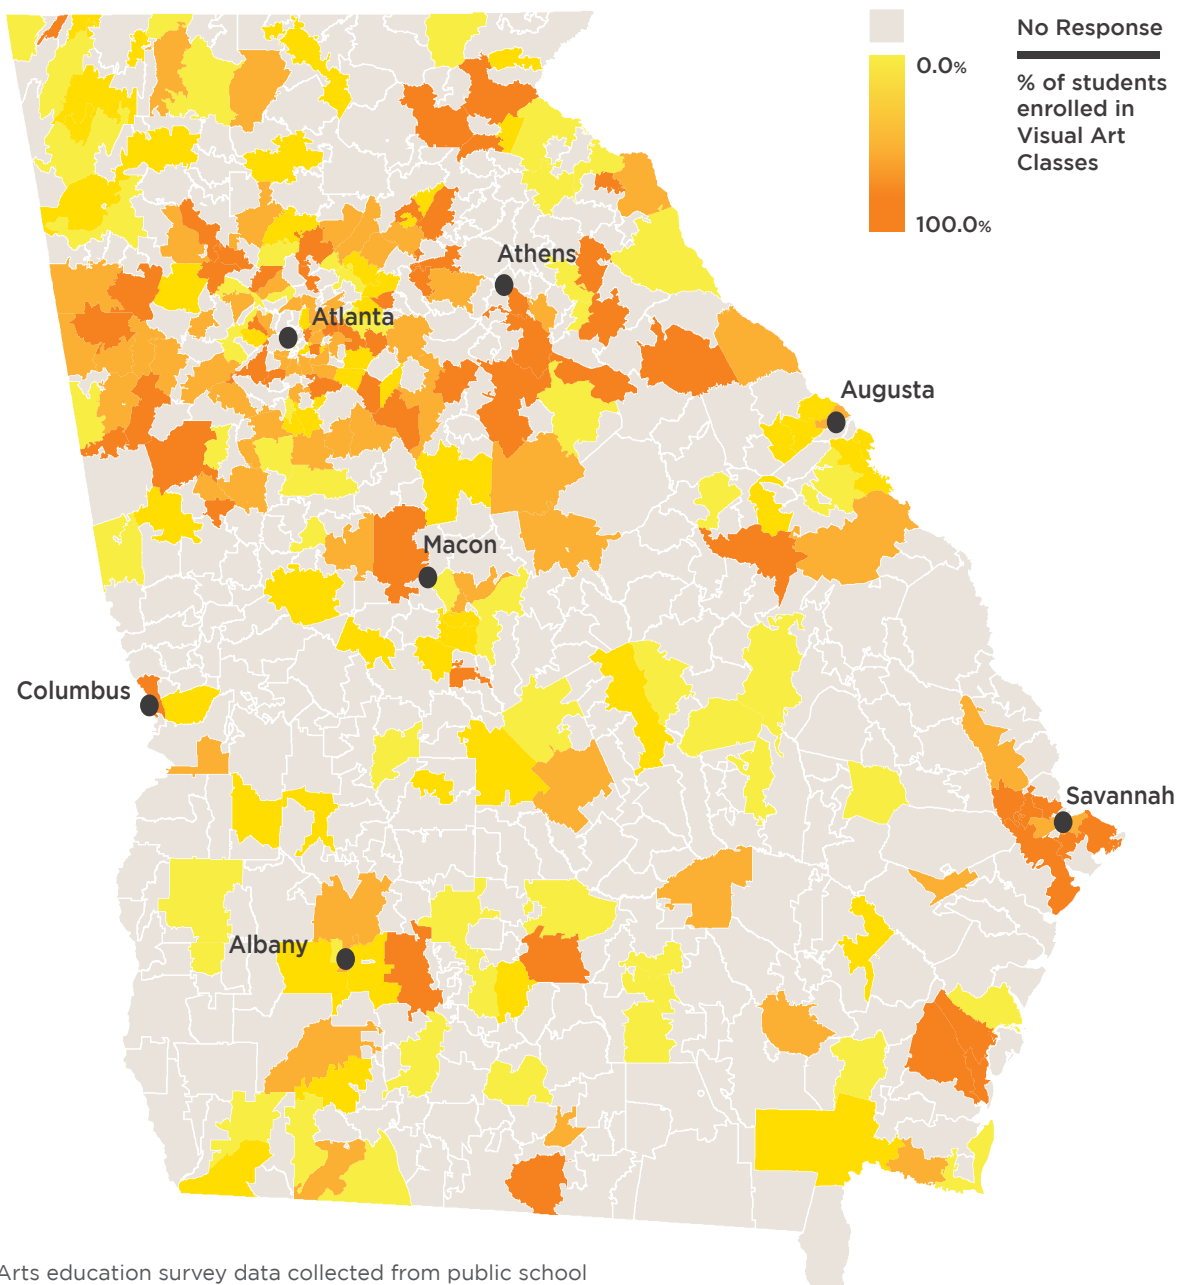 No Response
0.0%
% of students
enrolled in
Visual Art
Classes
100.0%
Athens
Atlanta
Augusta
Macon
Columbus
Savannah
Albany
Arts education survey data collected from public school